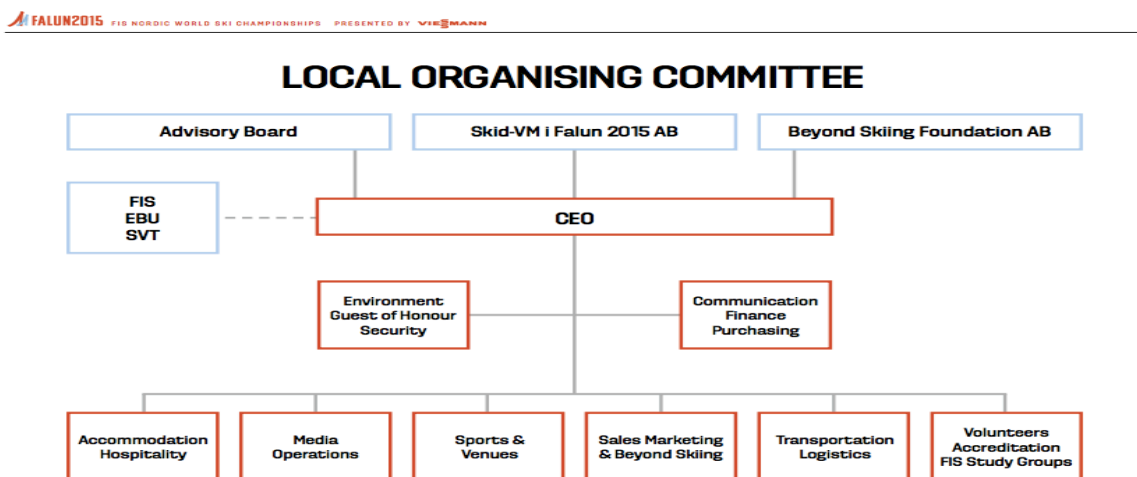 FALUN2015 FIS NORDIC WORLD SKI CHAMPIONSHIPS PRESENTED BY VIESMANN
LOCAL ORGANISING COMMITTEE
Advisory Board
Skid-VM i Falun 2015 AB
Beyond Skiing Foundation AB
FIS
EBU
SVT
CEO
Environment
Guest of Honour
Security
Communication
Finance
Purchasing
Accommodation
Hospitality
Media
Operations
Sports &
Venues
Sales Marketing
& Beyond Skiing
Transportation
Logistics
Volunteers
Accreditation
FIS Study Groups